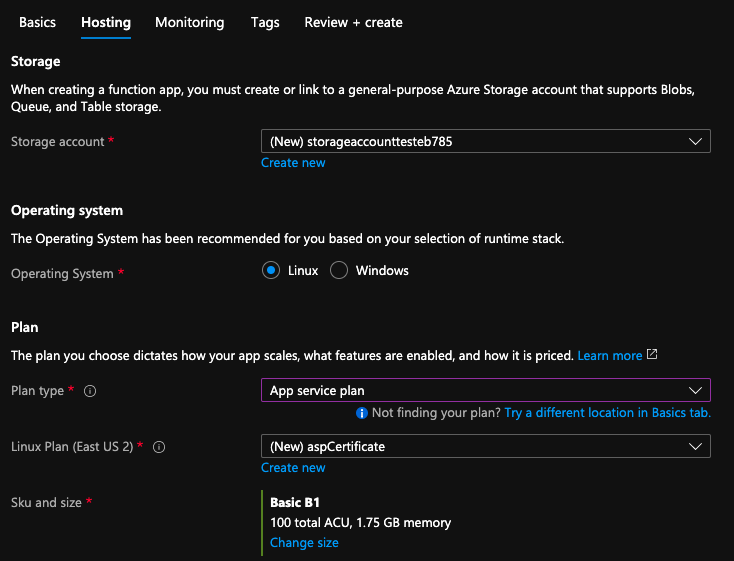 Basics Hosting Monitoring Tags Review + create
Storage
When creating a function app, you must create or link to a general-purpose Azure Storage account that supports Blobs,
Queue, and Table storage.
Storage account * (New) storageaccounttesteb785
Create new
Operating system
The Operating System has been recommended for you based on your selection of runtime stack.
Operating System * Linux Windows
Plan
The plan you choose dictates how your app scales, what features are enabled, and how it is priced. Learn more
Plan type * App service plan
Not finding your plan? Try a different location in Basics tab.
Linux Plan (East US 2) * (New) aspCertificate
Create new
Sku and size * Basic B1
100 total ACU, 1.75 GB memory
Change size